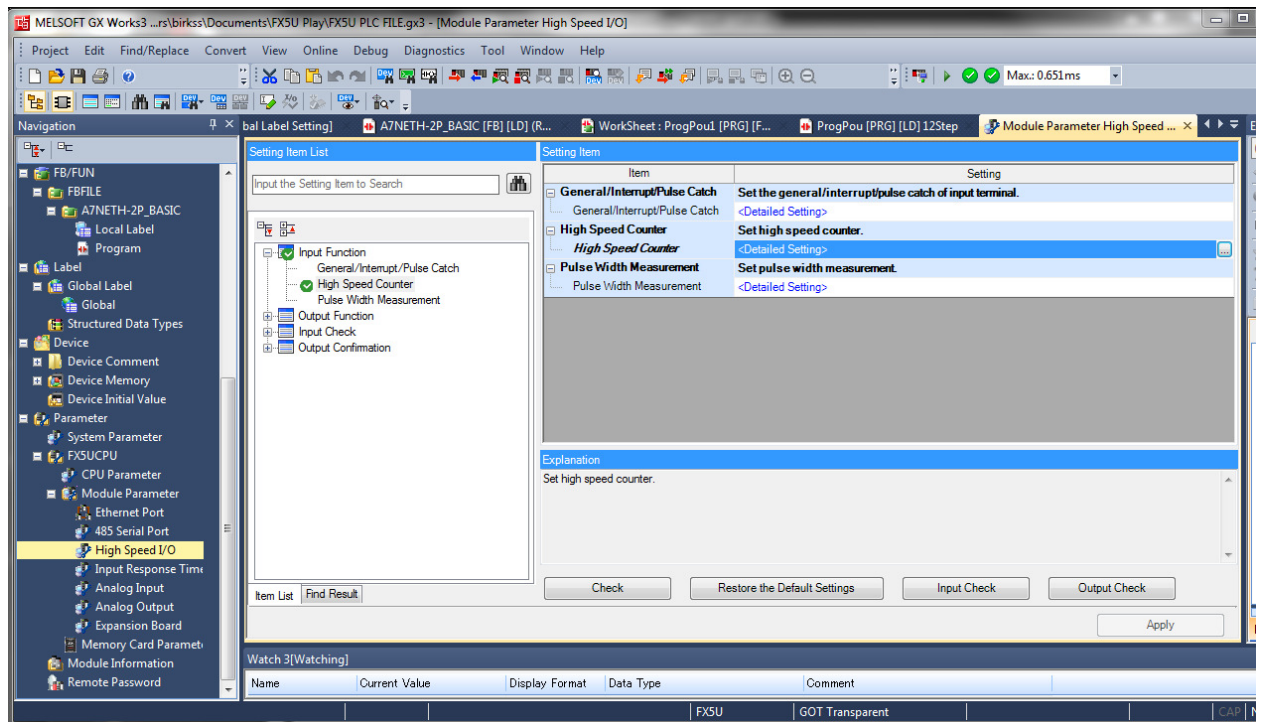 MELSOFT GX Works3 ...rs\birkss\Documents\FX5U Play\FX5U PLC FILE.gx3 - [Module Parameter High Speed I/O]
Project Edit Find/Replace Convert View Online Debug Diagnostics Tool Window Help
Max.: 0.651ms
Navigation
bal Label Setting] A7NETH-2P_BASIC [FB] [LD] (R... WorkSheet : ProgPou1 [PRG] [F... ProgPou [PRG] [LD] 12Step Module Parameter High Speed ...
FB/FUN
FBFILE
A7NETH-2P_BASIC
Local Label
Program
Label
Global Label
Global
Structured Data Types
Device
Device Comment
Device Memory
Device Initial Value
Parameter
System Parameter
FX5UCPU
CPU Parameter
Module Parameter
Ethernet Port
485 Serial Port
High Speed I/O
Input Response Time
Analog Input
Analog Output
Expansion Board
Memory Card Paramet
Module Information
Remote Password
Setting Item List
Input the Setting Item to Search
Input Function
General/Interrupt/Pulse Catch
High Speed Counter
Pulse Width Measurement
Output Function
Input Check
Output Confirmation
Item List Find Result
Setting Item
Item Setting
General/Interrupt/Pulse Catch Set the general/interrupt/pulse catch of input terminal.
General/Interrupt/Pulse Catch <Detailed Setting>
High Speed Counter Set high speed counter.
High Speed Counter <Detailed Setting> ...
Pulse Width Measurement Set pulse width measurement.
Pulse Width Measurement <Detailed Setting>
Explanation
Set high speed counter.
Check Restore the Default Settings Input Check Output Check
Apply
Watch 3[Watching]
Name Current Value Display Format Data Type Comment
FX5U GOT Transparent CAP